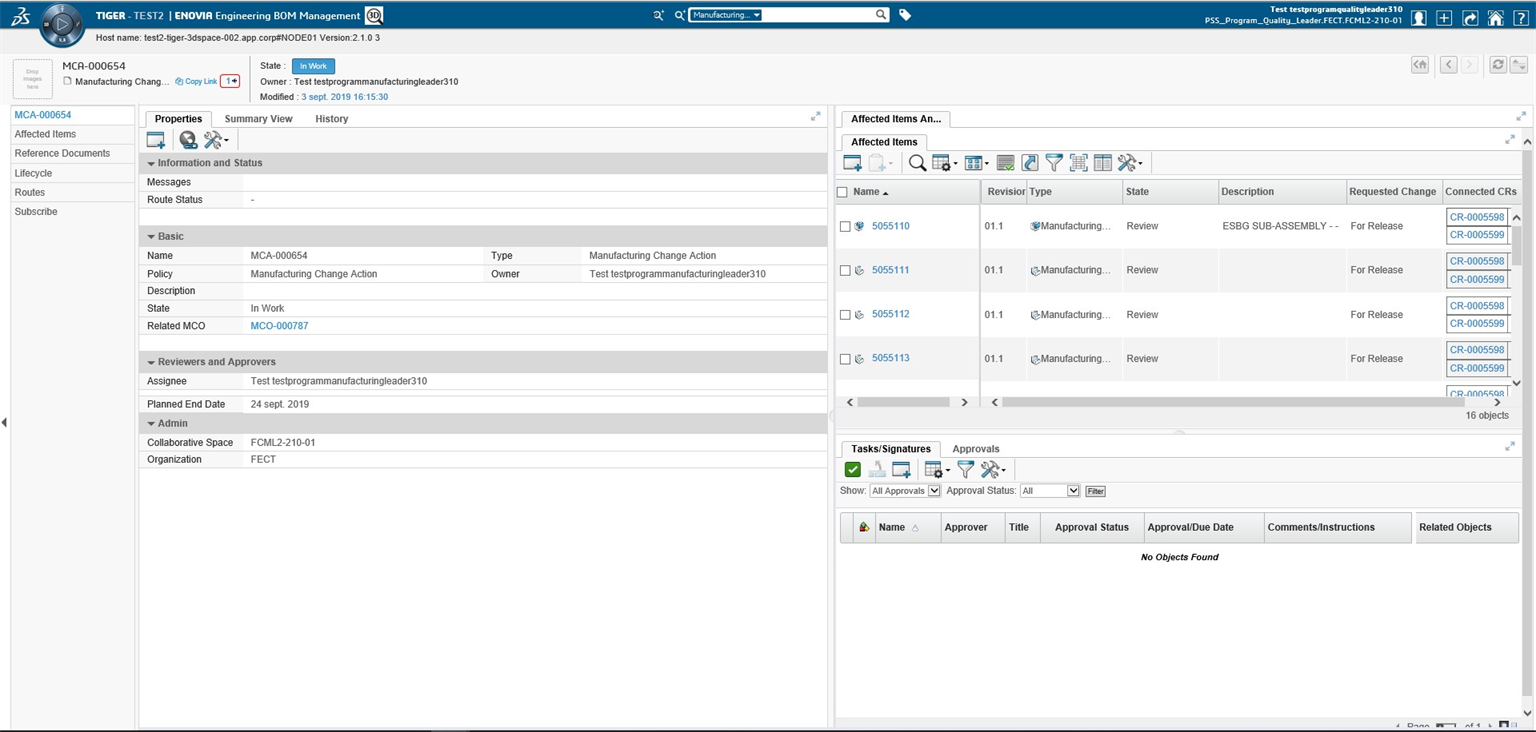 TIGER - TEST2 | ENOVIA Engineering BOM Management
3D
Manufacturing...
Test testprogramqualityleader310
PSS_Program_Quality_Leader.FECT.FCML2-210-01
Host name: test2-tiger-3dspace-002.app.corp#NODE01 Version:2.1.0 3
Drop images here
MCA-000654
Manufacturing Chang... Copy Link 1
State : In Work
Owner : Test testprogrammanufacturingleader310
Modified : 3 sept. 2019 16:15:30
MCA-000654
Affected Items
Reference Documents
Lifecycle
Routes
Subscribe
Properties Summary View History
Information and Status
Messages
Route Status -
Basic
Name MCA-000654 Type Manufacturing Change Action
Policy Manufacturing Change Action Owner Test testprogrammanufacturingleader310
Description
State In Work
Related MCO MCO-000787
Reviewers and Approvers
Assignee Test testprogrammanufacturingleader310
Planned End Date 24 sept. 2019
Admin
Collaborative Space FCML2-210-01
Organization FECT
Affected Items An...
Affected Items
Name Revision Type State Description Requested Change Connected CRs
5055110 01.1 Manufacturing... Review ESBG SUB-ASSEMBLY - - For Release CR-0005598
CR-0005599
5055111 01.1 Manufacturing... Review For Release CR-0005598
CR-0005599
5055112 01.1 Manufacturing... Review For Release CR-0005598
CR-0005599
5055113 01.1 Manufacturing... Review For Release CR-0005598
CR-0005599
CR-0005598
16 objects
Tasks/Signatures Approvals
Show: All Approvals Approval Status: All Filter
Name Approver Title Approval Status Approval/Due Date Comments/Instructions Related Objects
No Objects Found
Page of 1